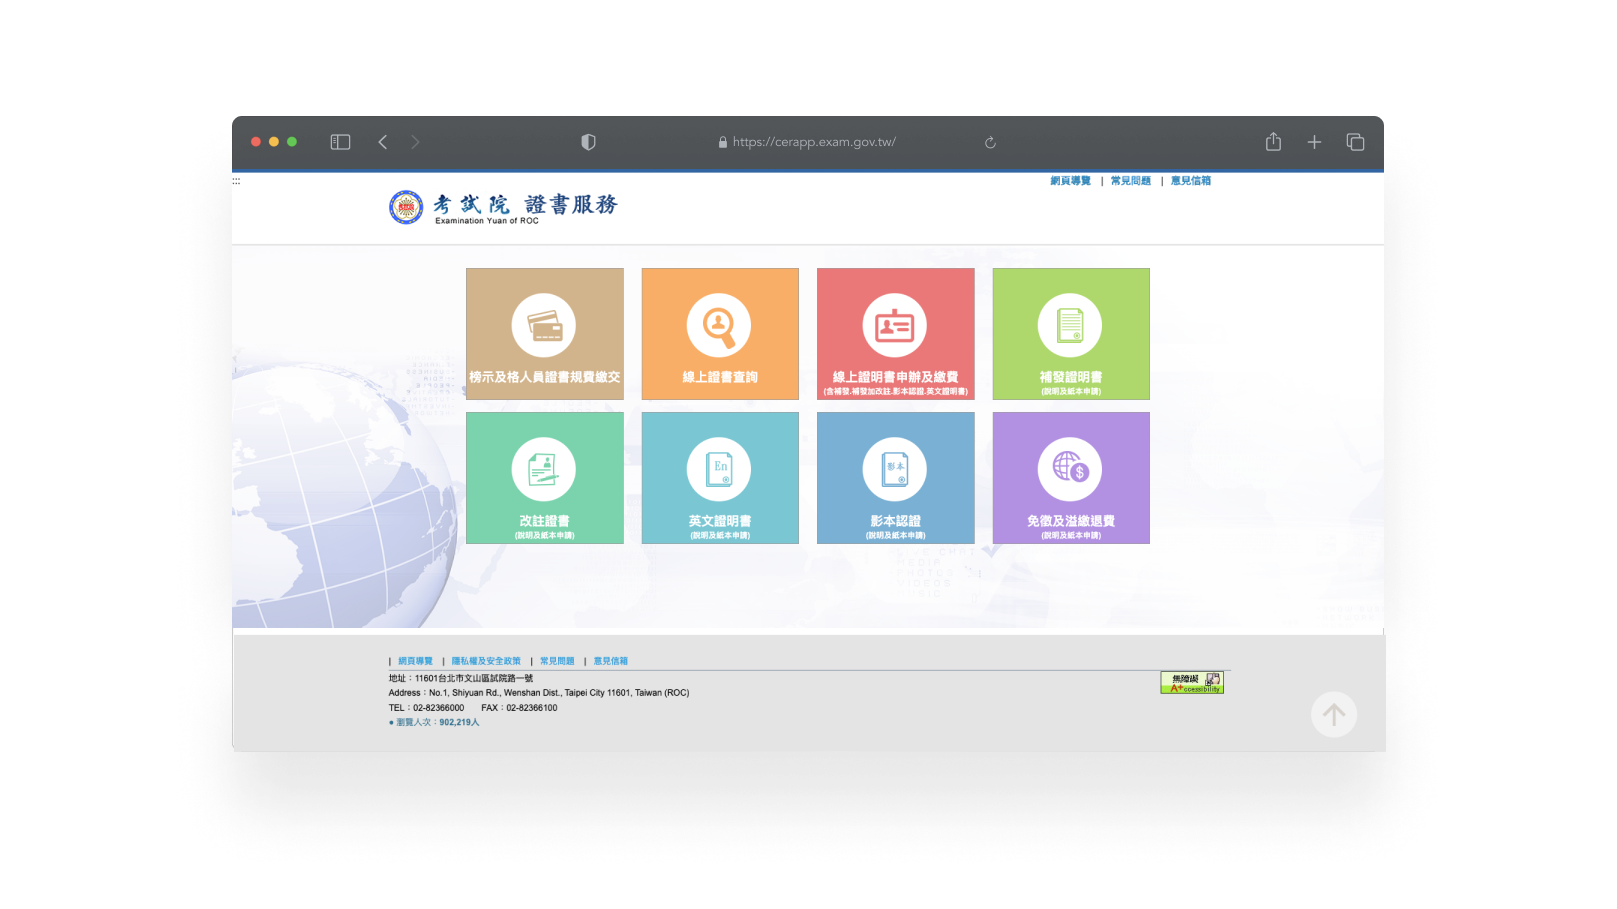 https://cerapp.exam.gov.tw/
:::
網頁導覽 | 常見問題 | 意見信箱
考試院 證書服務
Examination Yuan of ROC
榜示及格人員證書規費繳交
線上證書查詢
線上證明書申辦及繳費
(含補發.補發加改註.影本認證.英文證明書)
補發證明書
(說明及紙本申請)
改註證書
(說明及紙本申請)
En
英文證明書
(說明及紙本申請)
影本
影本認證
(說明及紙本申請)
$
免徵及溢繳退費
(說明及紙本申請)
| 網頁導覽 | 隱私權及安全政策 | 常見問題 | 意見信箱
地址：11601台北市文山區試院路一號
Address：No.1, Shiyuan Rd., Wenshan Dist., Taipei City 11601, Taiwan (ROC)
TEL：02-82366000 FAX：02-82366100
● 瀏覽人次：902,219人
無障礙
A+ccessibility